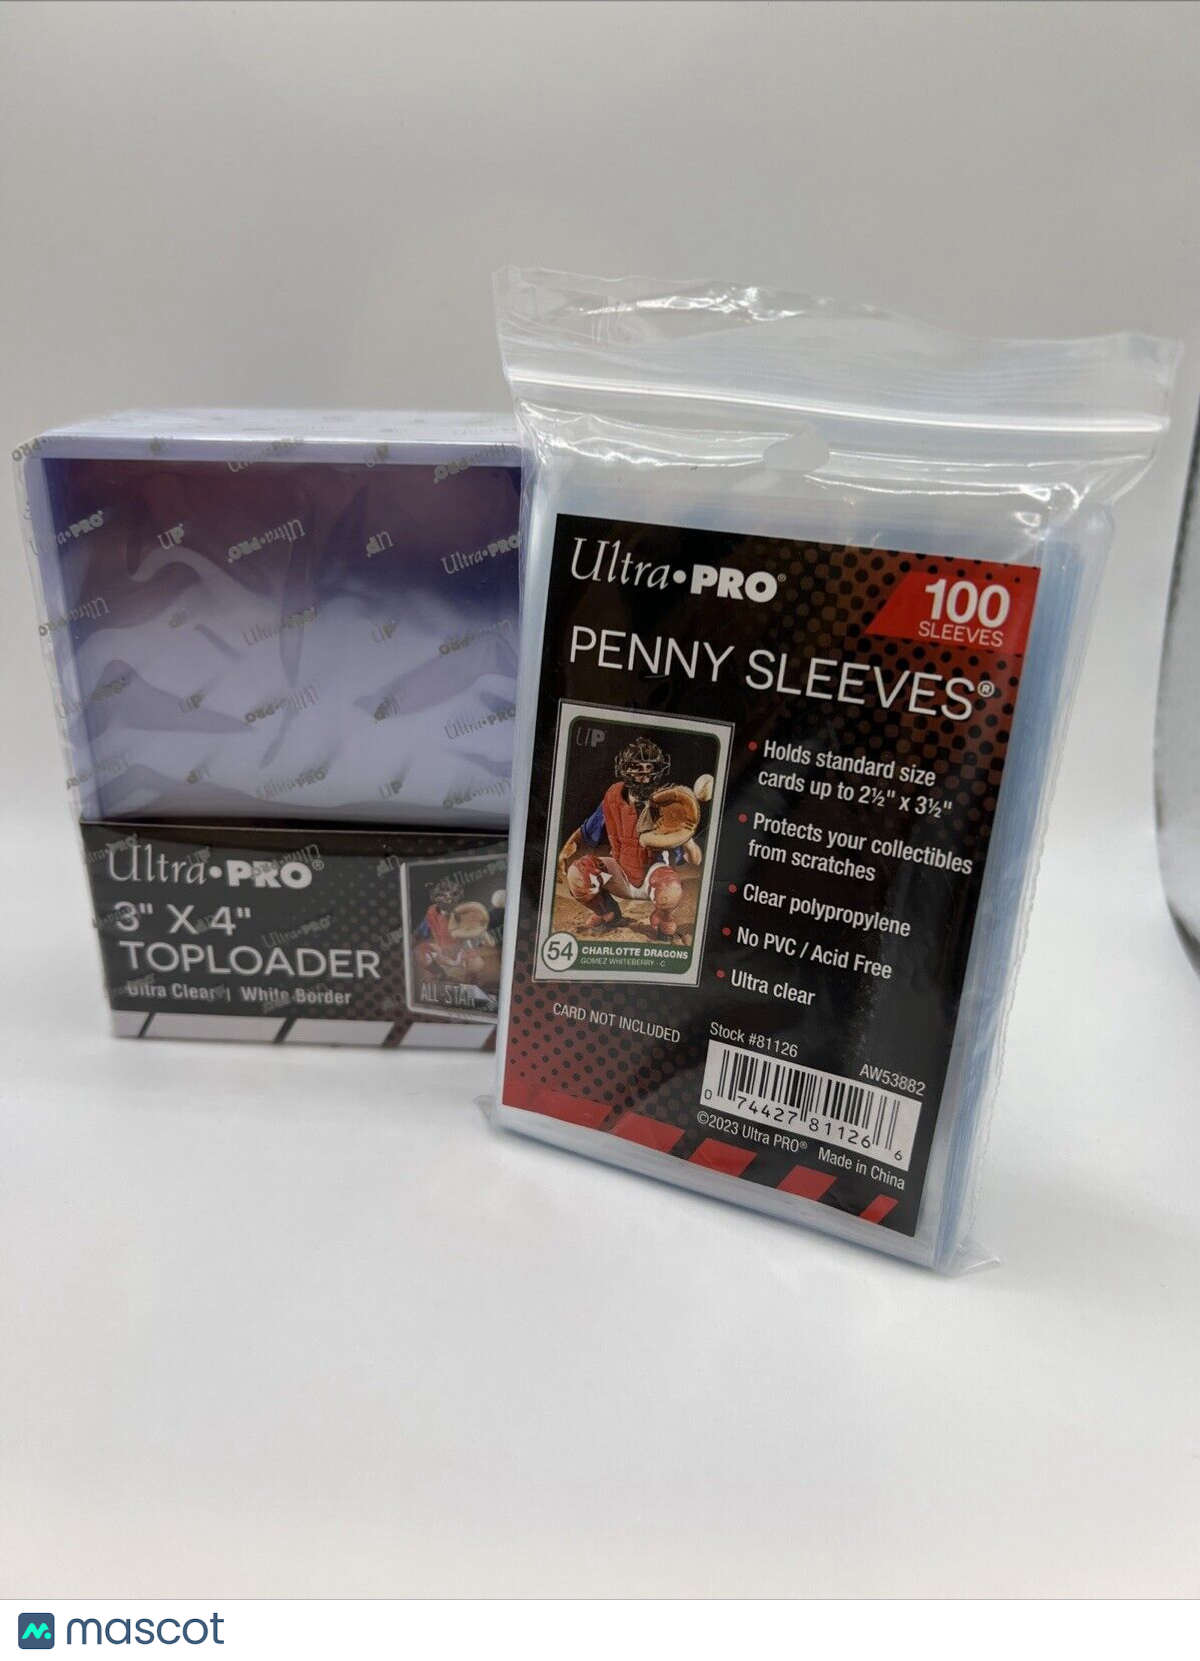 Ultra•PRO®
3" X 4"
TOPLOADER
Ultra Clear | White Border
ALL-STAR
Ultra•PRO®
100
SLEEVES
PENNY SLEEVES®
UP
54
CHARLOTTE DRAGONS
GOMEZ WHITEBERRY - C
• Holds standard size
cards up to 2½" x 3½"
• Protects your collectibles
from scratches
• Clear polypropylene
• No PVC / Acid Free
• Ultra clear
CARD NOT INCLUDED
Stock #81126
AW53882
0 74427 81126 6
©2023 Ultra PRO®
Made in China
mascot